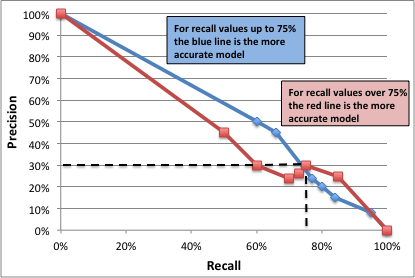 For recall values up to 75%
the blue line is the more
accurate model
For recall values over 75%
the red line is the more
accurate model
Precision
100%
90%
80%
70%
60%
50%
40%
30%
20%
10%
0%
0%
20%
40%
60%
80%
100%
Recall